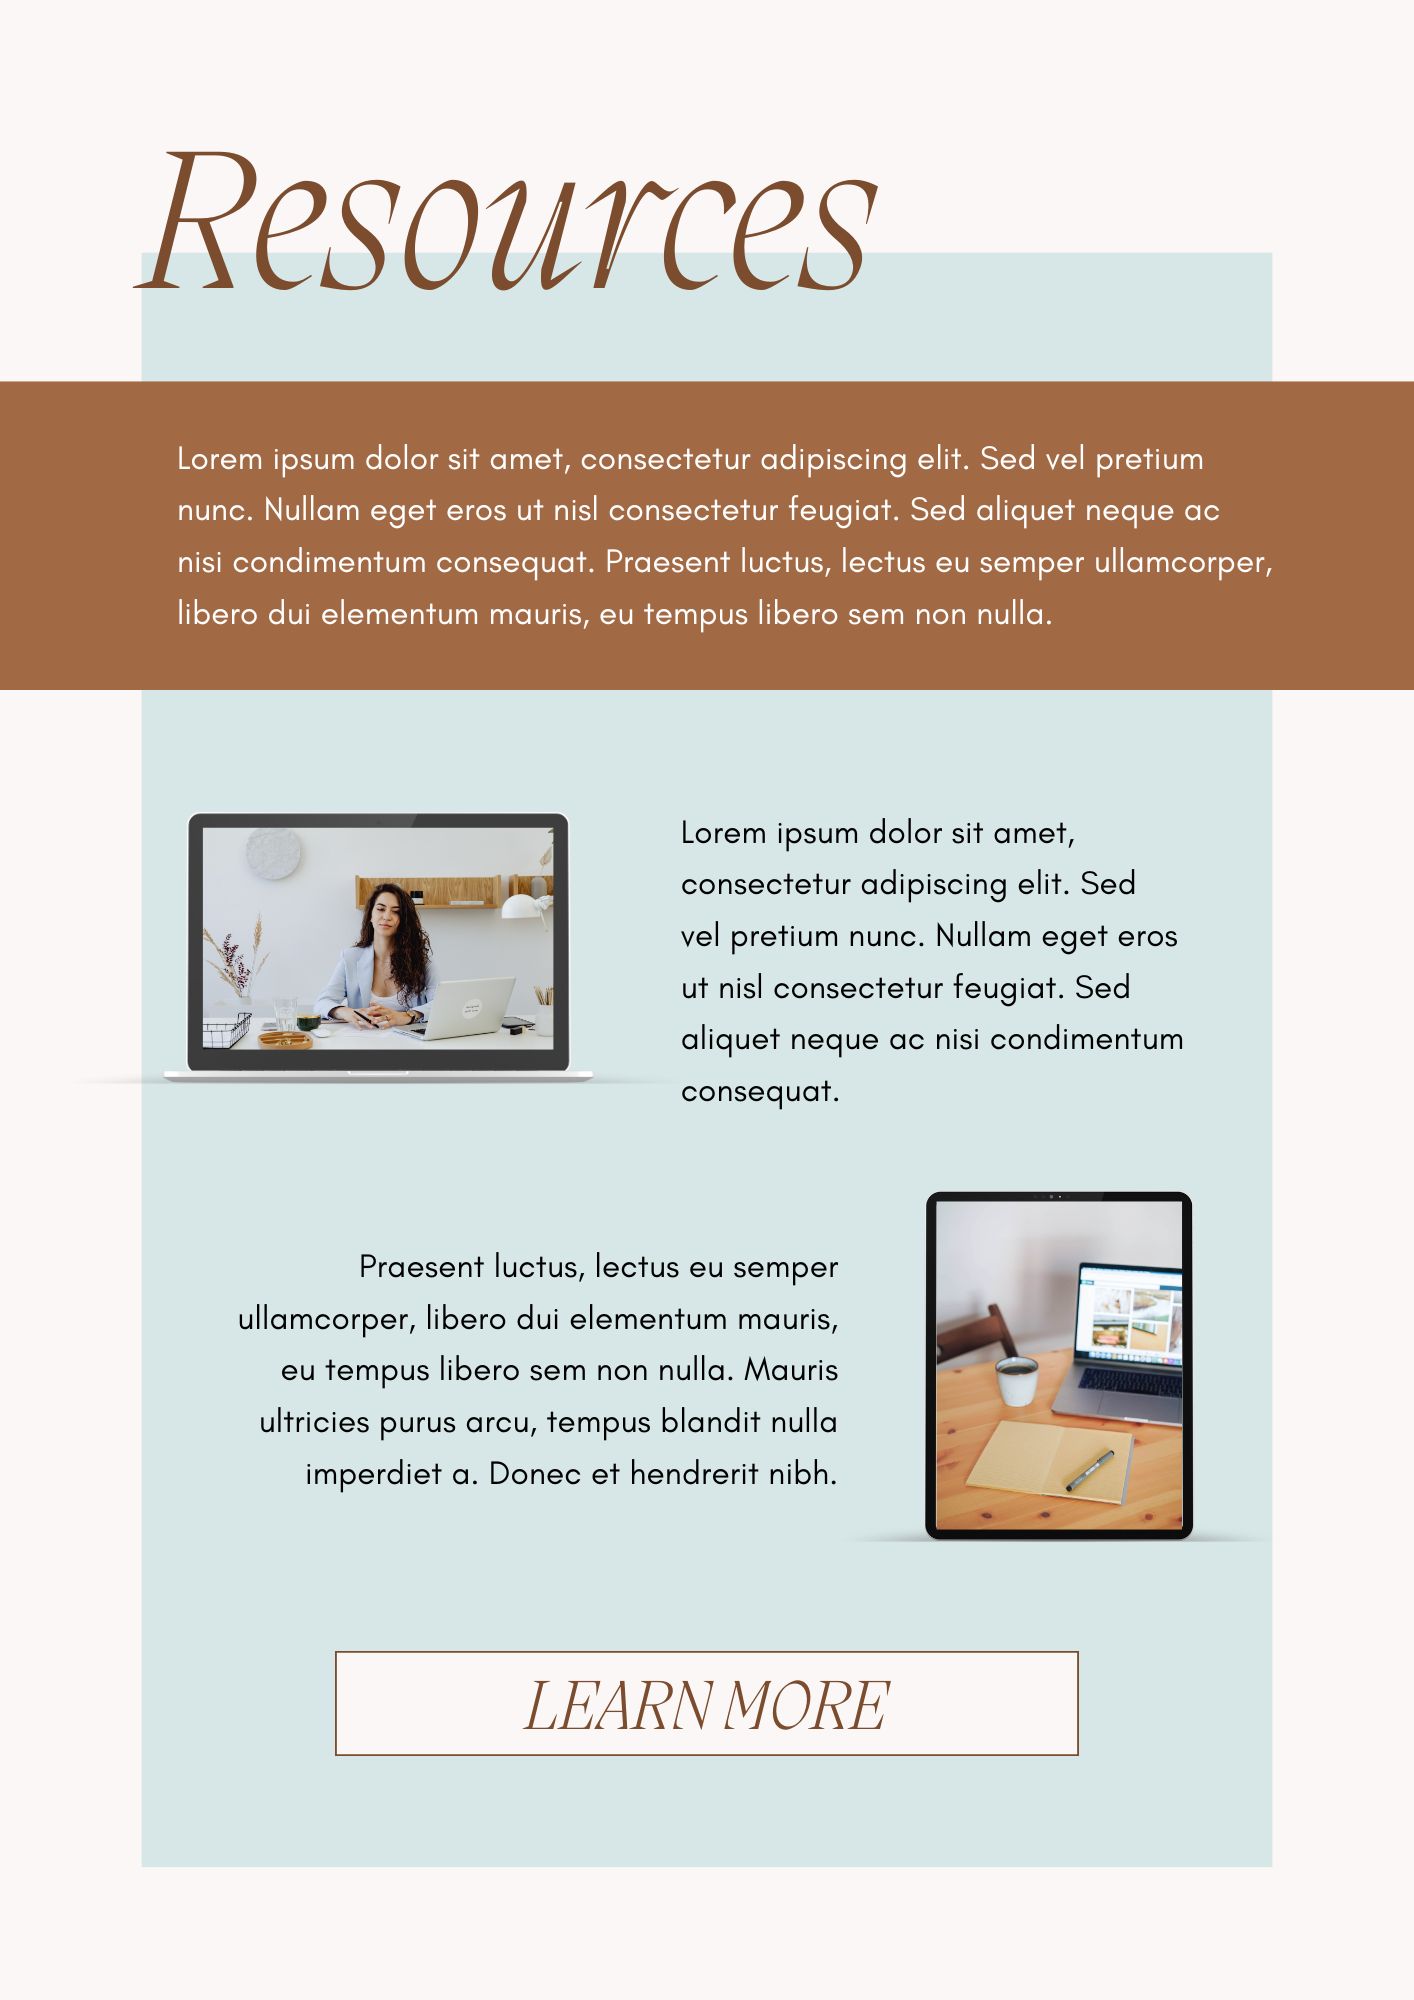 Resources
Lorem ipsum dolor sit amet, consectetur adipiscing elit. Sed vel pretium
nunc. Nullam eget eros ut nisl consectetur feugiat. Sed aliquet neque ac
nisi condimentum consequat. Praesent luctus, lectus eu semper ullamcorper,
libero dui elementum mauris, eu tempus libero sem non nulla.
Lorem ipsum dolor sit amet,
consectetur adipiscing elit. Sed
vel pretium nunc. Nullam eget eros
ut nisl consectetur feugiat. Sed
aliquet neque ac nisi condimentum
consequat.
Praesent luctus, lectus eu semper
ullamcorper, libero dui elementum mauris,
eu tempus libero sem non nulla. Mauris
ultricies purus arcu, tempus blandit nulla
imperdiet a. Donec et hendrerit nibh.
LEARN MORE